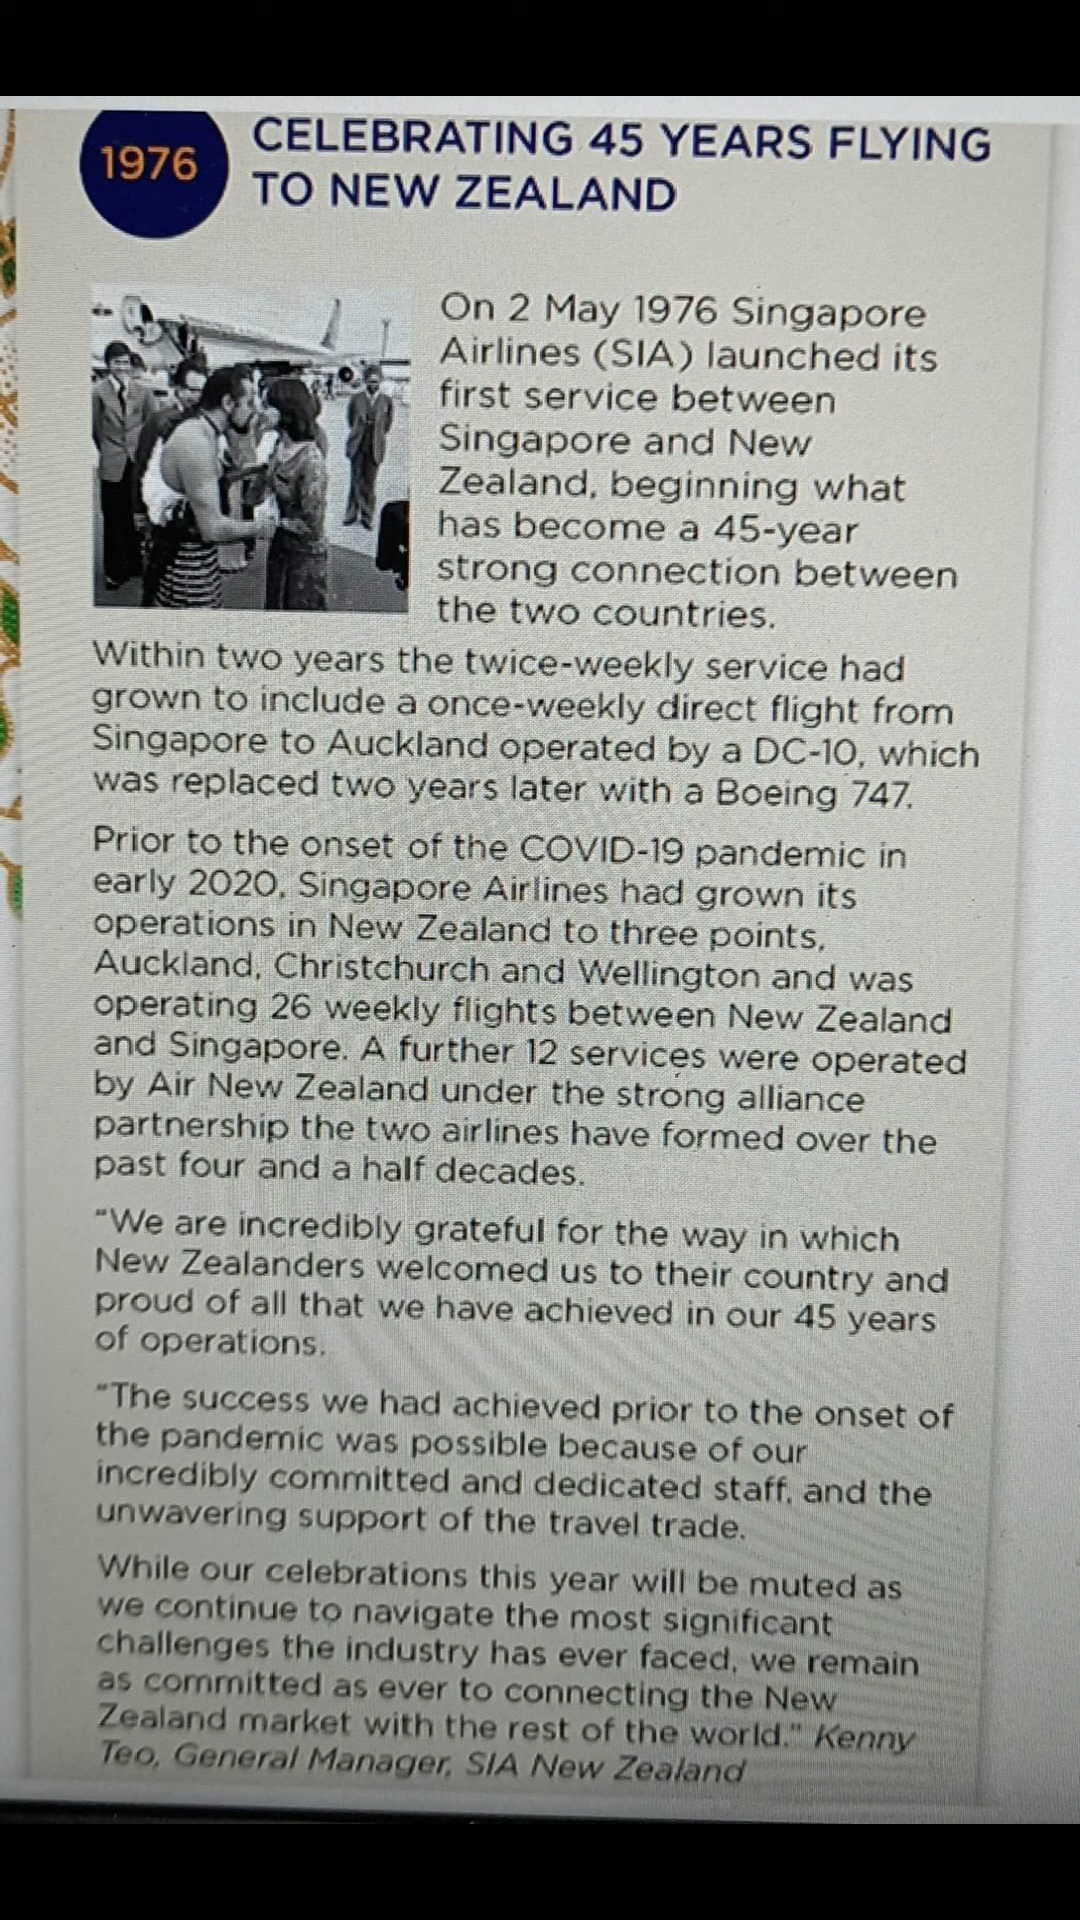 1976
CELEBRATING 45 YEARS FLYING
TO NEW ZEALAND
On 2 May 1976 Singapore
Airlines (SIA) launched its
first service between
Singapore and New
Zealand, beginning what
has become a 45-year
strong connection between
the two countries.
Within two years the twice-weekly service had
grown to include a once-weekly direct flight from
Singapore to Auckland operated by a DC-10, which
was replaced two years later with a Boeing 747.
Prior to the onset of the COVID-19 pandemic in
early 2020, Singapore Airlines had grown its
operations in New Zealand to three points,
Auckland, Christchurch and Wellington and was
operating 26 weekly flights between New Zealand
and Singapore. A further 12 services were operated
by Air New Zealand under the strong alliance
partnership the two airlines have formed over the
past four and a half decades.
“We are incredibly grateful for the way in which
New Zealanders welcomed us to their country and
proud of all that we have achieved in our 45 years
of operations.
“The success we had achieved prior to the onset of
the pandemic was possible because of our
incredibly committed and dedicated staff, and the
unwavering support of the travel trade.
While our celebrations this year will be muted as
we continue to navigate the most significant
challenges the industry has ever faced, we remain
as committed as ever to connecting the New
Zealand market with the rest of the world." Kenny
Teo, General Manager, SIA New Zealand